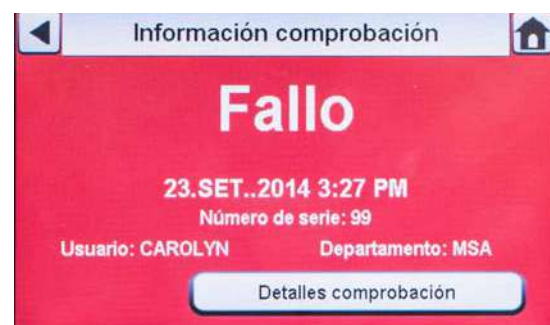 Información comprobación
Fallo
23.SET..2014 3:27 PM
Número de serie: 99
Usuario: CAROLYN Departamento: MSA
Detalles comprobación